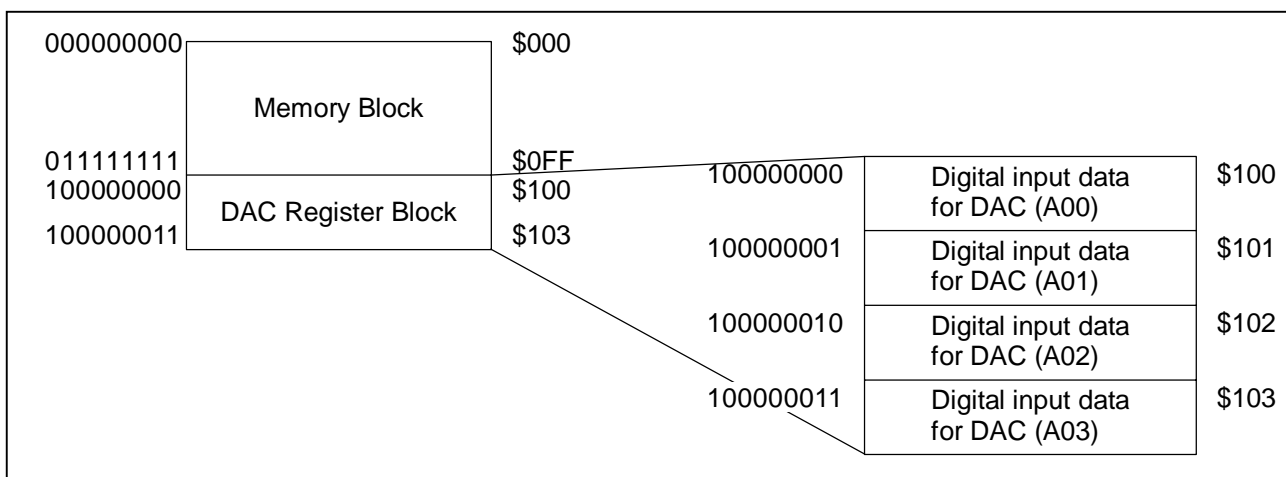 000000000 $000
Memory Block
011111111 $0FF
100000000 $100
DAC Register Block
100000011 $103
100000000 Digital input data $100
for DAC (A00)
100000001 Digital input data $101
for DAC (A01)
100000010 Digital input data $102
for DAC (A02)
100000011 Digital input data $103
for DAC (A03)